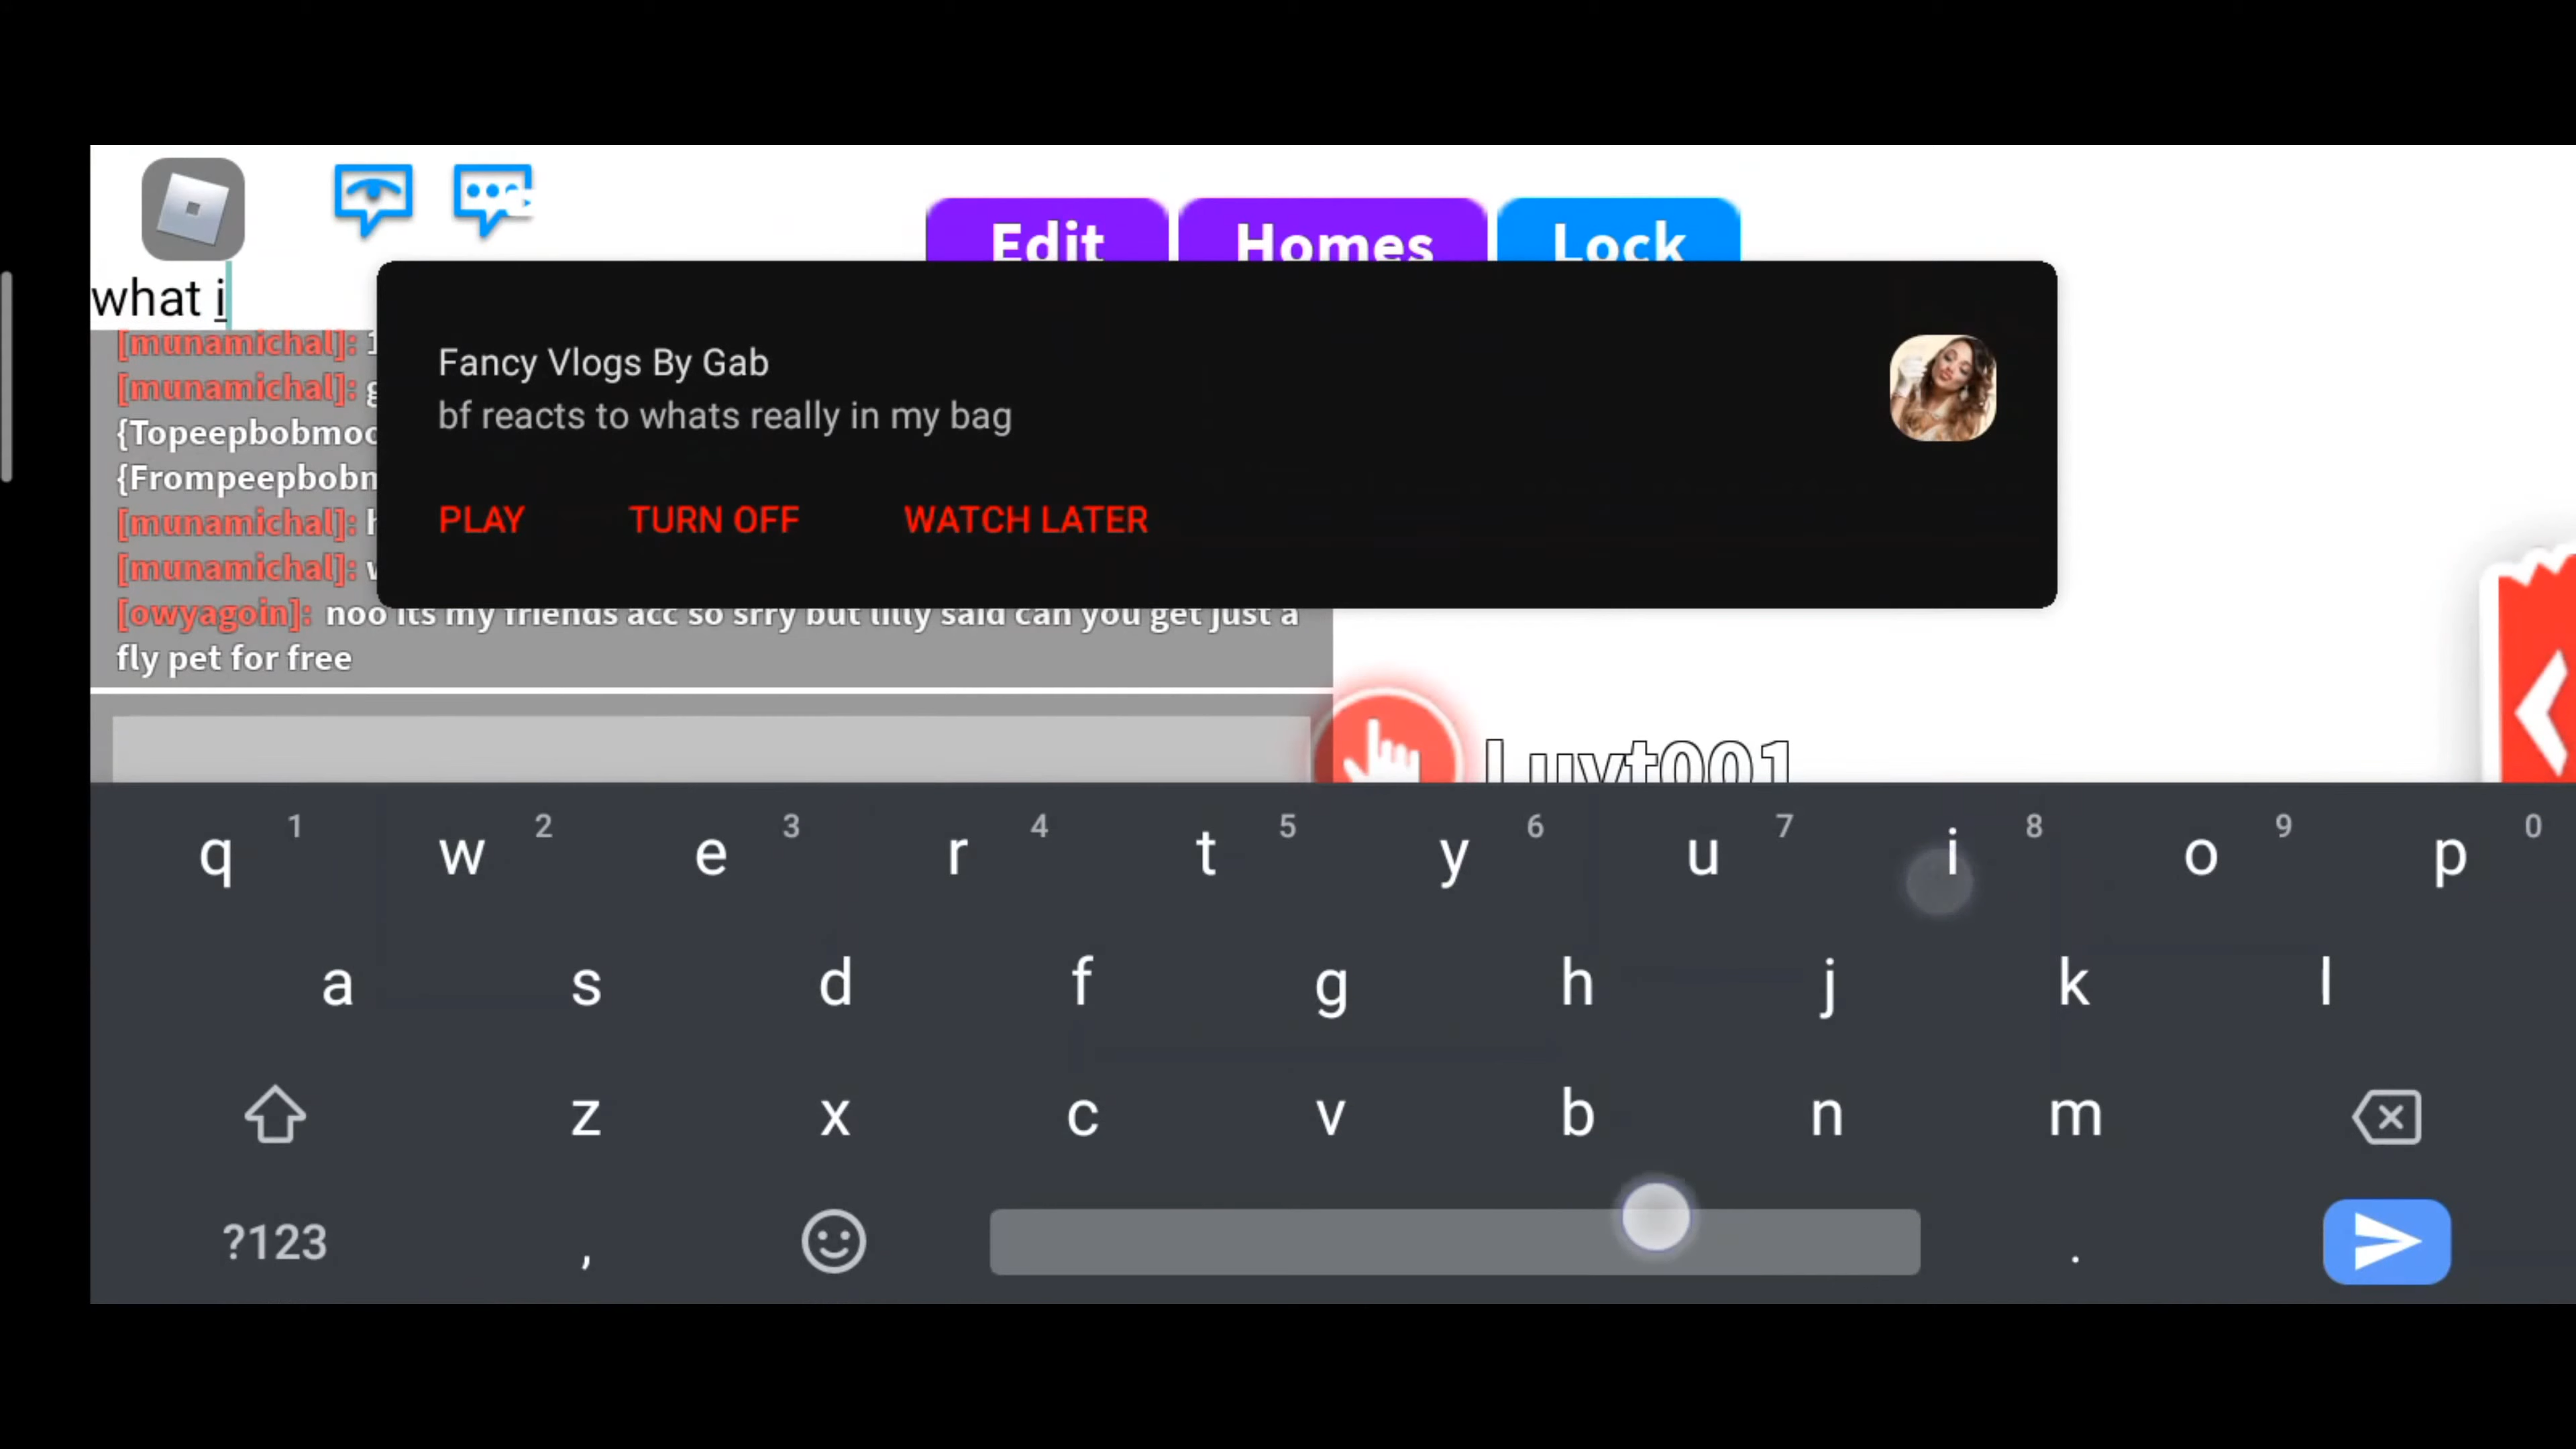 Edit Homes Lock
what i
[munamichal]:
[munamichal]:
Fancy Vlogs By Gab
bf reacts to whats really in my bag
PLAY TURN OFF WATCH LATER
[munamichal]:
[munamichal]:
[owyagoin]: noo its my friends acc so srry but lilly said can you get just a
fly pet for free
Luvt001
q 1 w 2 e 3 r 4 t 5 y 6 u 7 i 8 o 9 p 0
a s d f g h j k l
z x c v b n m
?123 , .